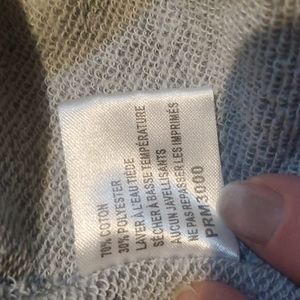 70% COTON
30% POLYESTER
LAVER À L'EAU TIÈDE
SÉCHER À BASSE TEMPÉRATURE
AUCUN JAVELLISANTS
NE PAS REPASSER LES IMPRIMÉS
PRM3000